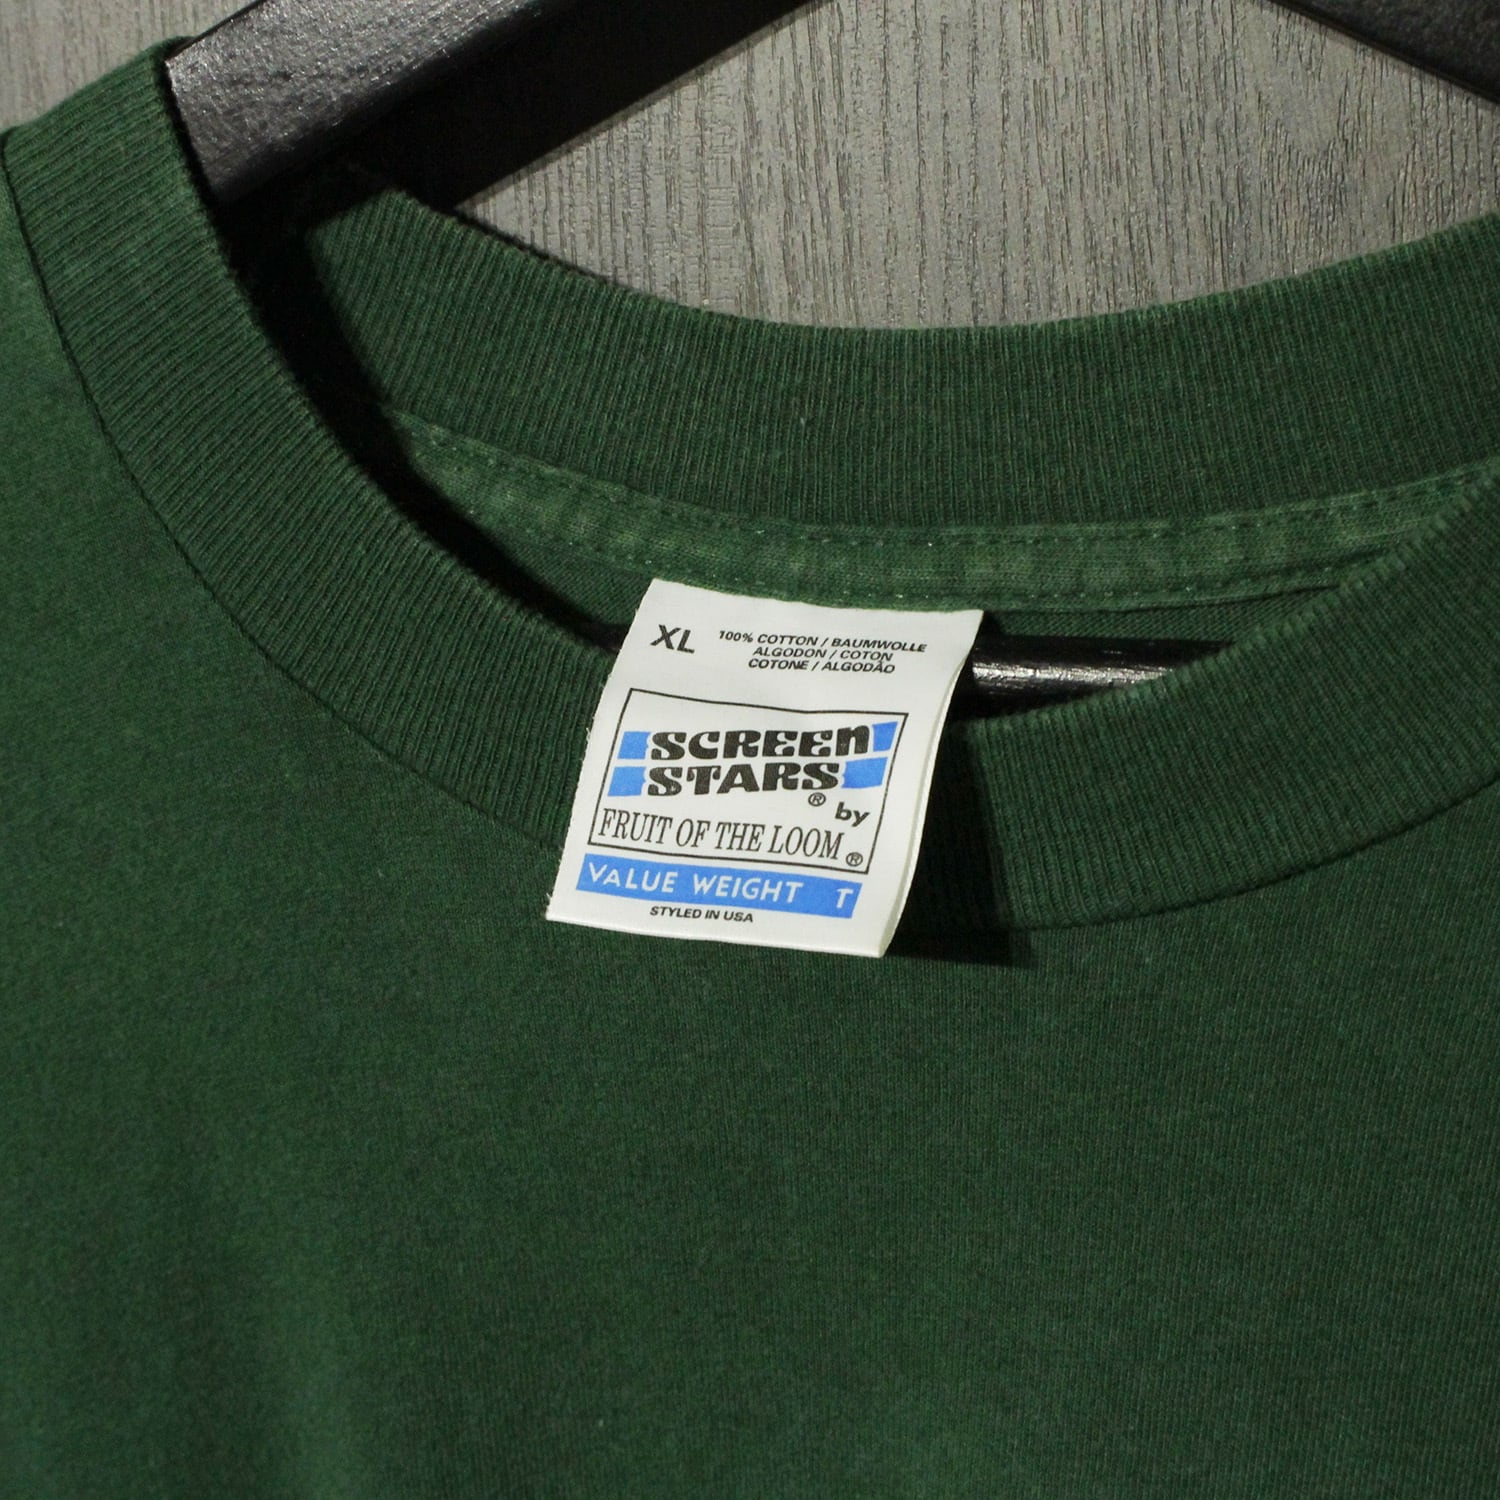 XL
100% COTTON / BAUMWOLLE
ALGODON / COTON
COTONE / ALGODÃO
SCREEN
STARS® by
FRUIT OF THE LOOM®
VALUE WEIGHT T
STYLED IN USA